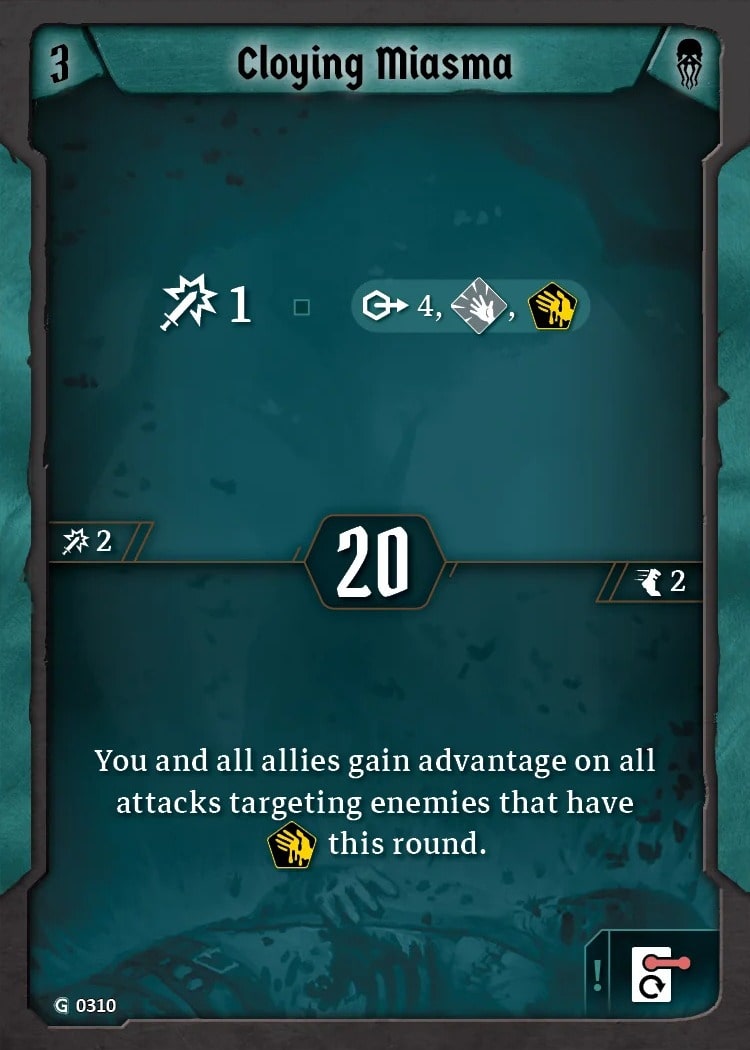 3
Cloying Miasma
1
4, ,
2
20
2
You and all allies gain advantage on all
attacks targeting enemies that have
this round.
!
G 0310